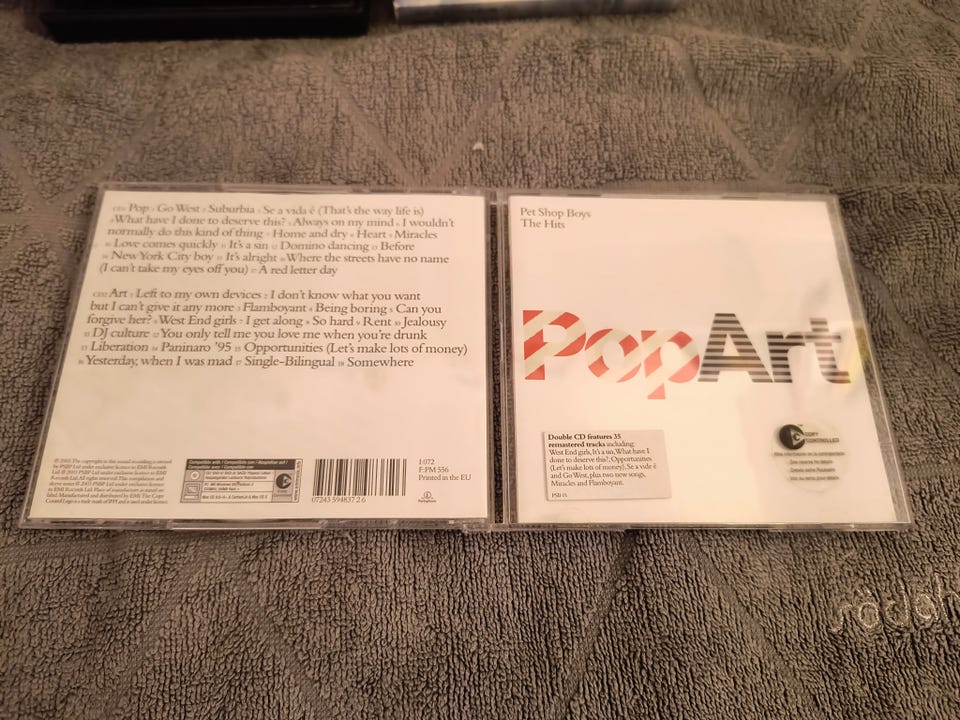 CD1 Pop 1 Go West 2 Suburbia 3 Se a vida é (That's the way life is)
4 What have I done to deserve this? 5 Always on my mind 6 I wouldn't
normally do this kind of thing 7 Home and dry 8 Heart 9 Miracles
10 Love comes quickly 11 It's a sin 12 Domino dancing 13 Before
14 New York City boy 15 It's alright 16 Where the streets have no name
(I can't take my eyes off you) 17 A red letter day
CD2 Art 1 Left to my own devices 2 I don't know what you want
but I can't give it any more 3 Flamboyant 4 Being boring 5 Can you
forgive her? 6 West End girls 7 I get along 8 So hard 9 Rent 10 Jealousy
11 DJ culture 12 You only tell me you love me when you're drunk
13 Liberation 14 Paninaro '95 15 Opportunities (Let's make lots of money)
16 Yesterday, when I was mad 17 Single-Bilingual 18 Somewhere
07243 594837 2 6
1:072
F: PM 556
Printed in the EU
Pet Shop Boys
The Hits
PopArt
Double CD features 35
remastered tracks including:
West End girls, It's a sin, What have I
done to deserve this?, Opportunities
(Let's make lots of money), Se a vida é
and Go West, plus two new songs,
Miracles and Flamboyant.
COPY
CONTROLLED